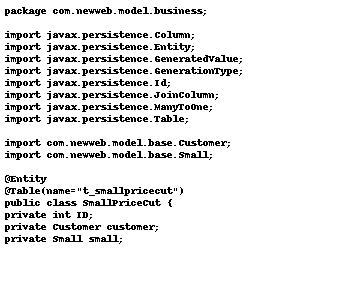 package com.newweb.model.business;
import javax.persistence.Column;
import javax.persistence.Entity;
import javax.persistence.GeneratedValue;
import javax.persistence.GenerationType;
import javax.persistence.Id;
import javax.persistence.JoinColumn;
import javax.persistence.ManyToOne;
import javax.persistence.Table;
import com.newweb.model.base.Customer;
import com.newweb.model.base.Small;
@Entity
@Table(name="t_smallpricecut")
public class SmallPriceCut {
private int ID;
private Customer customer;
private Small small;